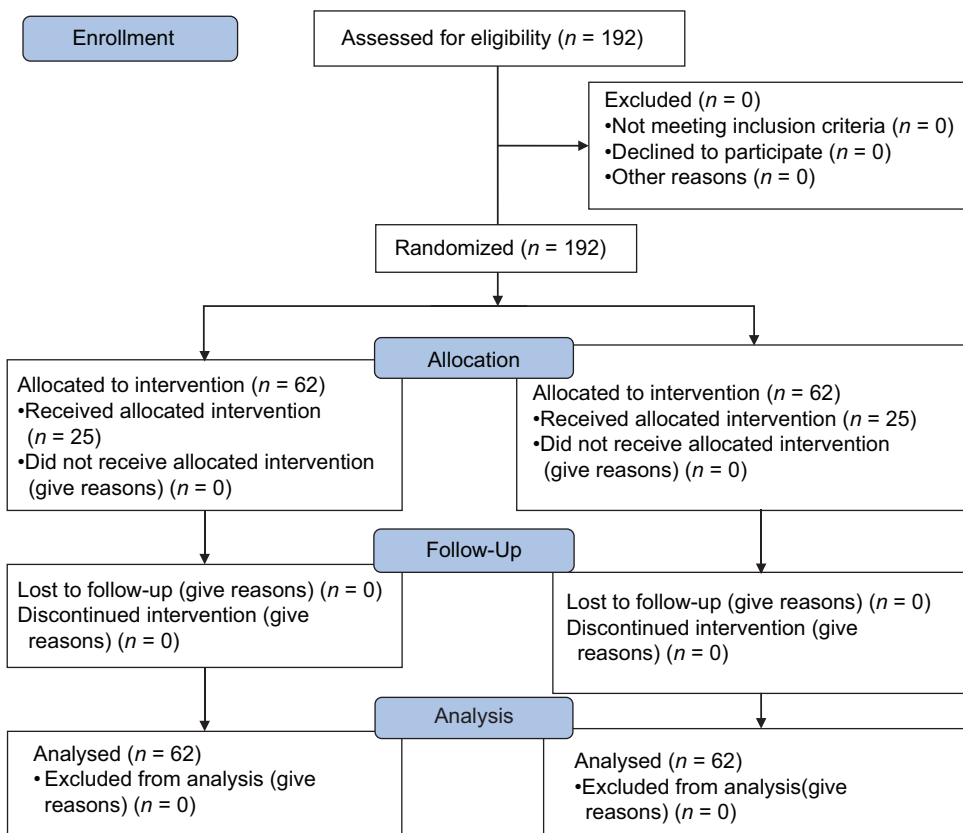 Enrollment
Assessed for eligibility (n = 192)
Excluded (n = 0)
•Not meeting inclusion criteria (n = 0)
•Declined to participate (n = 0)
•Other reasons (n = 0)
Randomized (n = 192)
Allocation
Allocated to intervention (n = 62)
•Received allocated intervention
(n = 25)
•Did not receive allocated intervention
(give reasons) (n = 0)
Allocated to intervention (n = 62)
•Received allocated intervention (n = 25)
•Did not receive allocated intervention
(give reasons) (n = 0)
Follow-Up
Lost to follow-up (give reasons) (n = 0)
Discontinued intervention (give
reasons) (n = 0)
Lost to follow-up (give reasons) (n = 0)
Discontinued intervention (give
reasons) (n = 0)
Analysis
Analysed (n = 62)
• Excluded from analysis (give
reasons) (n = 0)
Analysed (n = 62)
•Excluded from analysis(give
reasons) (n = 0)